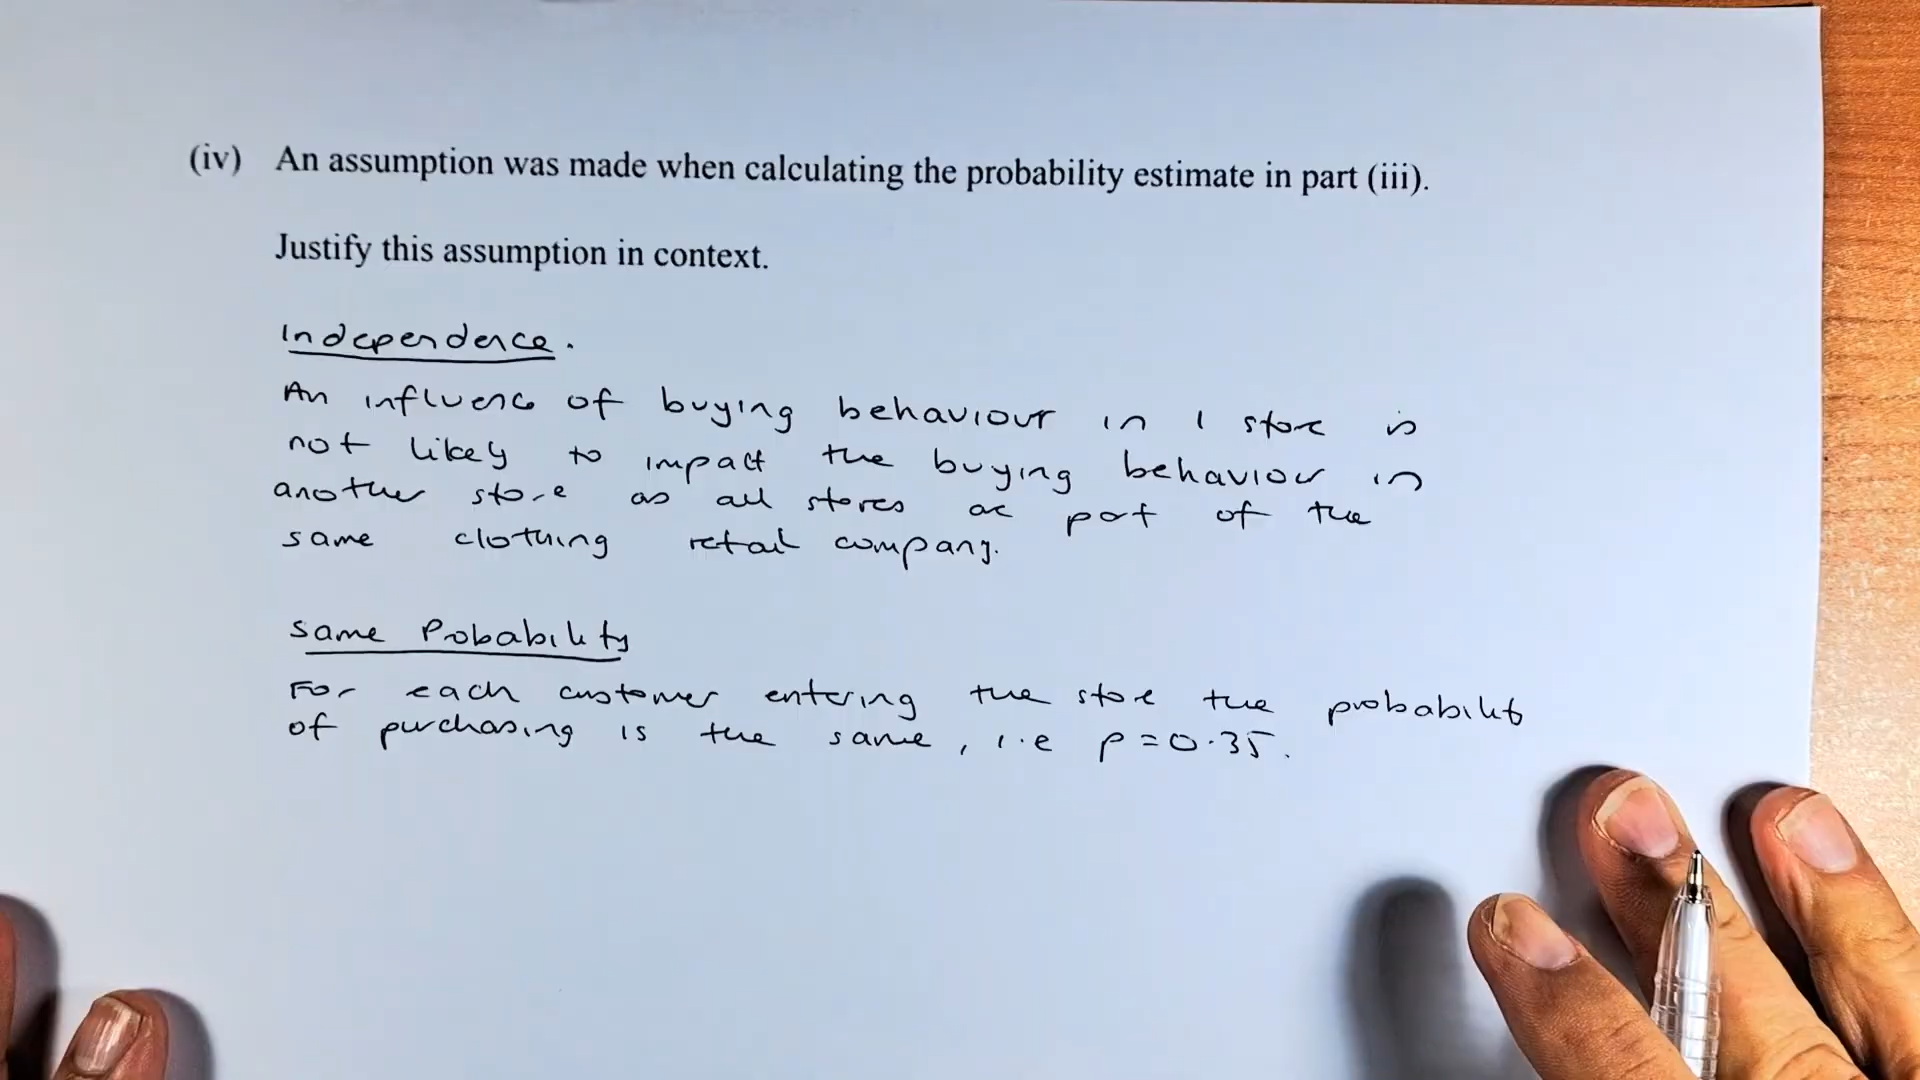 (iv) An assumption was made when calculating the probability estimate in part (iii).
Justify this assumption in context.
Independence.
An influence of buying behaviour in 1 store is
not likely to impact the buying behaviour in
another store as all stores are part of the
same clothing retail company.
Same Probability
For each customer entering the store the probability
of purchasing is the same, i.e p=0.35.